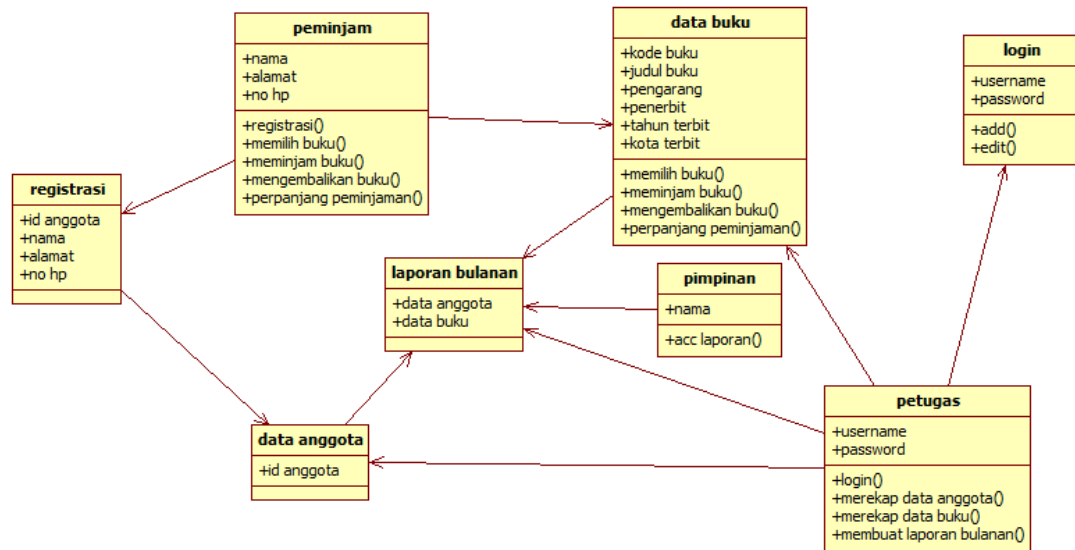 peminjam
+nama
+alamat
+no hp
+registrasi()
+memilih buku()
+meminjam buku()
+mengembalikan buku()
+perpanjang peminjaman()
data buku
+kode buku
+judul buku
+pengarang
+penerbit
+tahun terbit
+kota terbit
+memilih buku()
+meminjam buku()
+mengembalikan buku()
+perpanjang peminjaman()
login
+username
+password
+add()
+edit()
registrasi
+id anggota
+nama
+alamat
+no hp
laporan bulanan
+data anggota
+data buku
pimpinan
+nama
+acc laporan()
data anggota
+id anggota
petugas
+username
+password
+login()
+merekap data anggota()
+merekap data buku()
+membuat laporan bulanan()